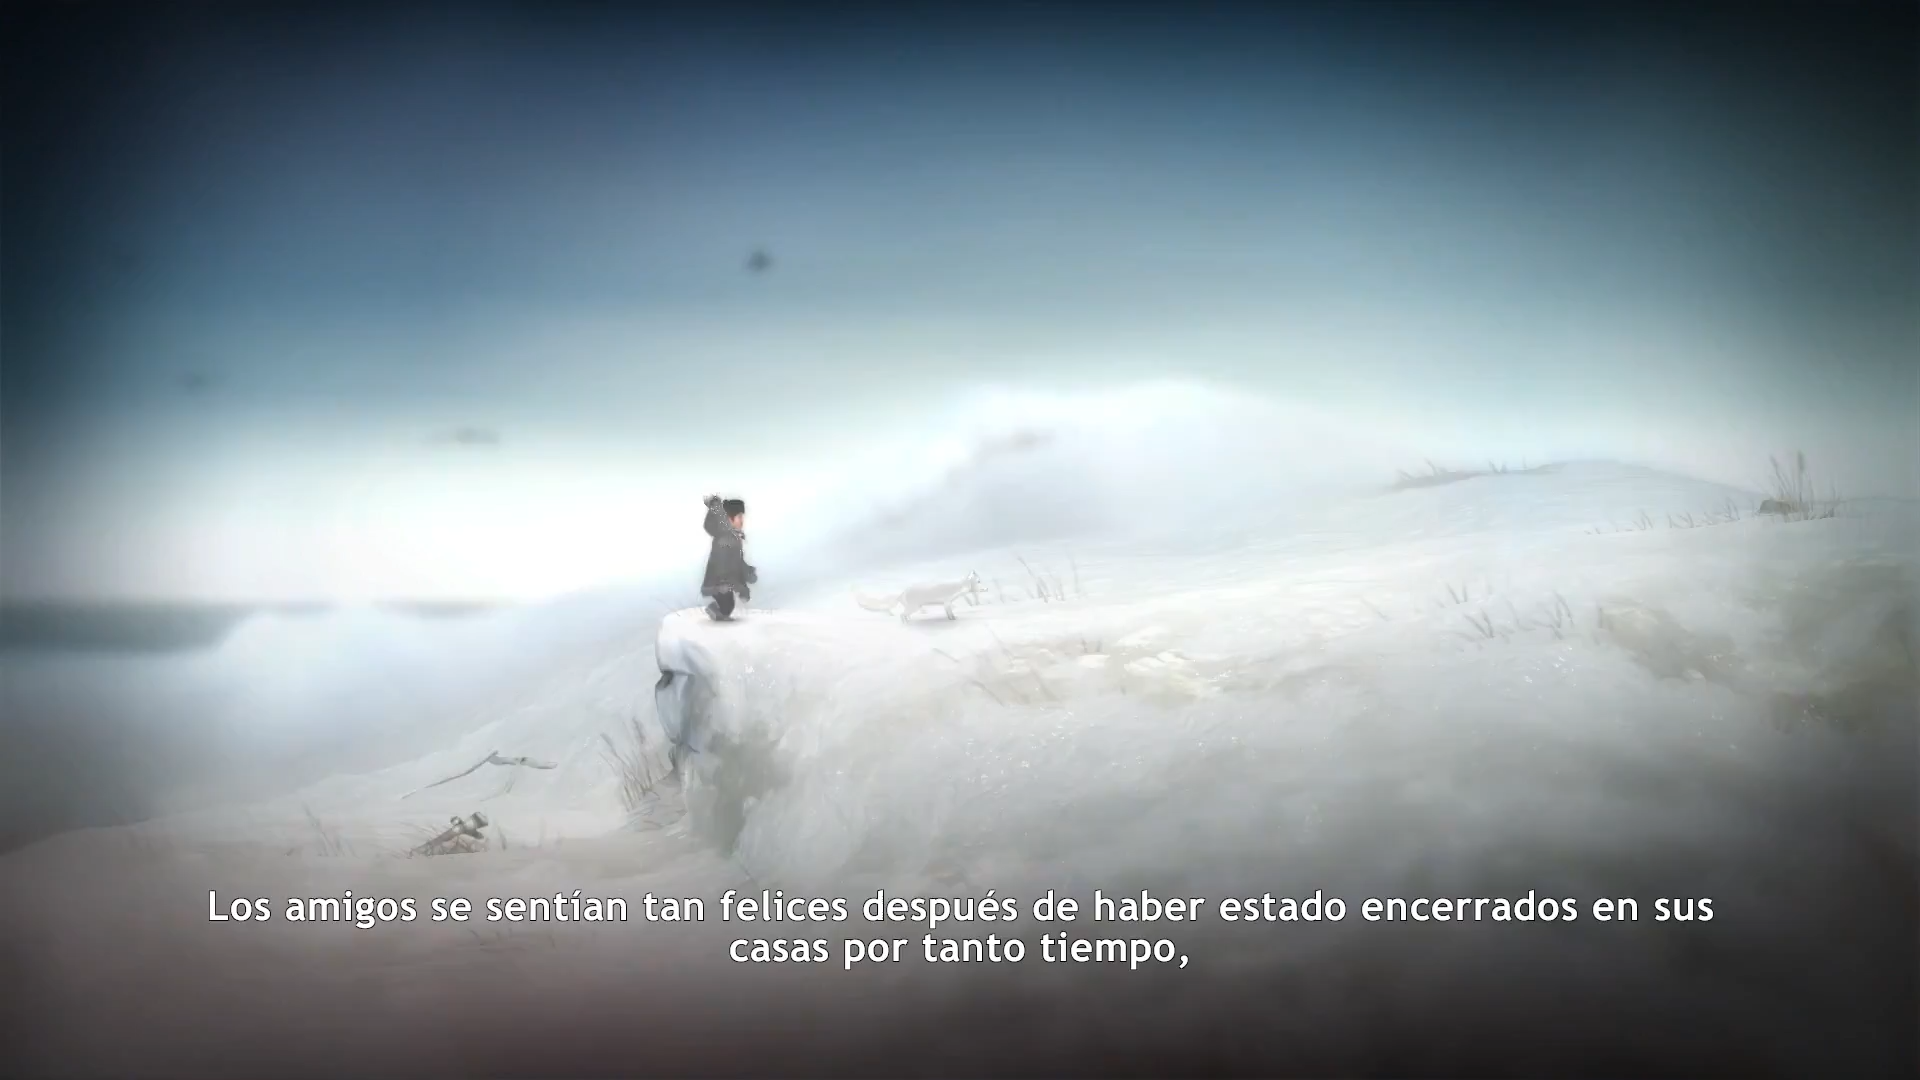 Los amigos se sentían tan felices después de haber estado encerrados en sus
casas por tanto tiempo,